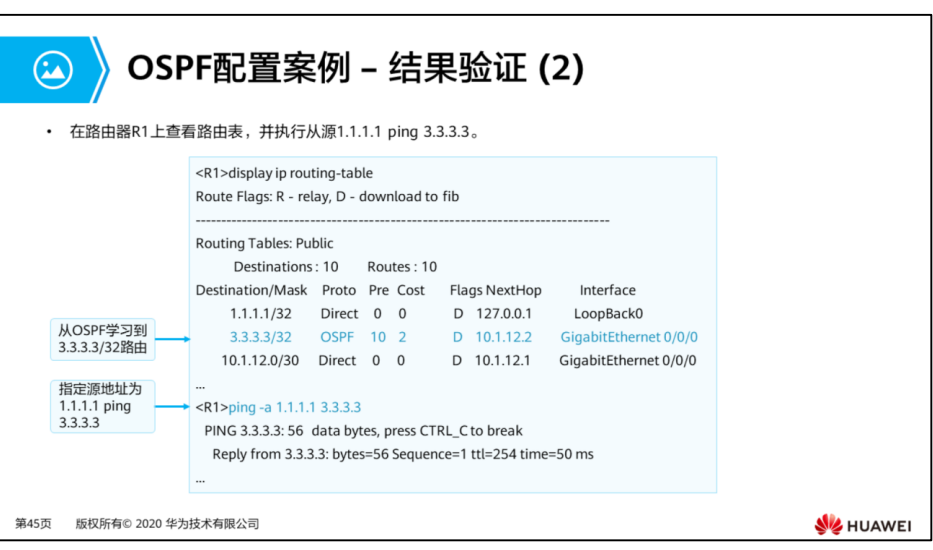 OSPF配置案例 – 结果验证 (2)
• 在路由器R1上查看路由表，并执行从源1.1.1.1 ping 3.3.3.3。
<R1>display ip routing-table
Route Flags: R - relay, D - download to fib
------------------------------------------------------------------------------
Routing Tables: Public
Destinations : 10 Routes : 10
Destination/Mask Proto Pre Cost Flags NextHop Interface
1.1.1.1/32 Direct 0 0 D 127.0.0.1 LoopBack0
从OSPF学习到
3.3.3.3/32路由
3.3.3.3/32 OSPF 10 2 D 10.1.12.2 GigabitEthernet 0/0/0
10.1.12.0/30 Direct 0 0 D 10.1.12.1 GigabitEthernet 0/0/0
...
指定源地址为
1.1.1.1 ping
3.3.3.3
<R1>ping -a 1.1.1.1 3.3.3.3
PING 3.3.3.3: 56 data bytes, press CTRL_C to break
Reply from 3.3.3.3: bytes=56 Sequence=1 ttl=254 time=50 ms
...
第45页 版权所有© 2020 华为技术有限公司
HUAWEI